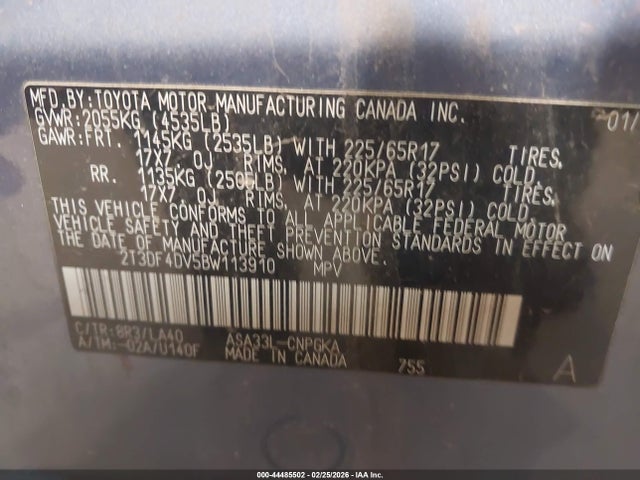 MFD.BY:TOYOTA MOTOR MANUFACTURING CANADA INC. 01/
GVWR:2055KG (4535LB)
GAWR:FRT. 1145KG (2535LB) WITH 225/65R17 TIRES,
17X7 0J RIMS, AT 220KPA (32PSI) COLD.
RR. 1135KG (2505LB) WITH 225/65R17 TIRES,
17X7 0J RIMS, AT 220KPA (32PSI) COLD.
THIS VEHICLE CONFORMS TO ALL APPLICABLE FEDERAL MOTOR
VEHICLE SAFETY AND THEFT PREVENTION STANDARDS IN EFFECT ON
THE DATE OF MANUFACTURE SHOWN ABOVE.
2T3DF4DV5BW113910 MPV
C/TR:8R3/LA40 ASA33L-CNPGKA
A/TM:-02A/U140F MADE IN CANADA 755 A
000-44485502 - 02/25/2026 - IAA Inc.